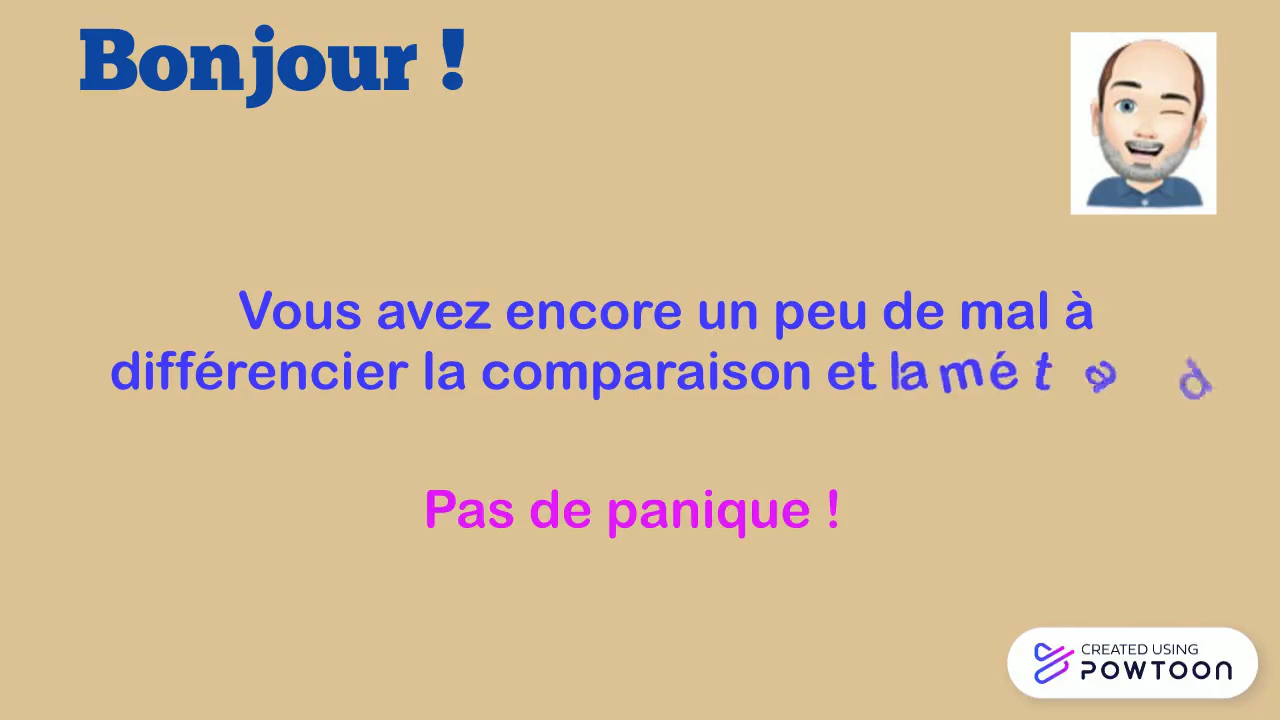 Bonjour !
Vous avez encore un peu de mal à
différencier la comparaison et la mét
Pas de panique !
CREATED USING
POWTOON